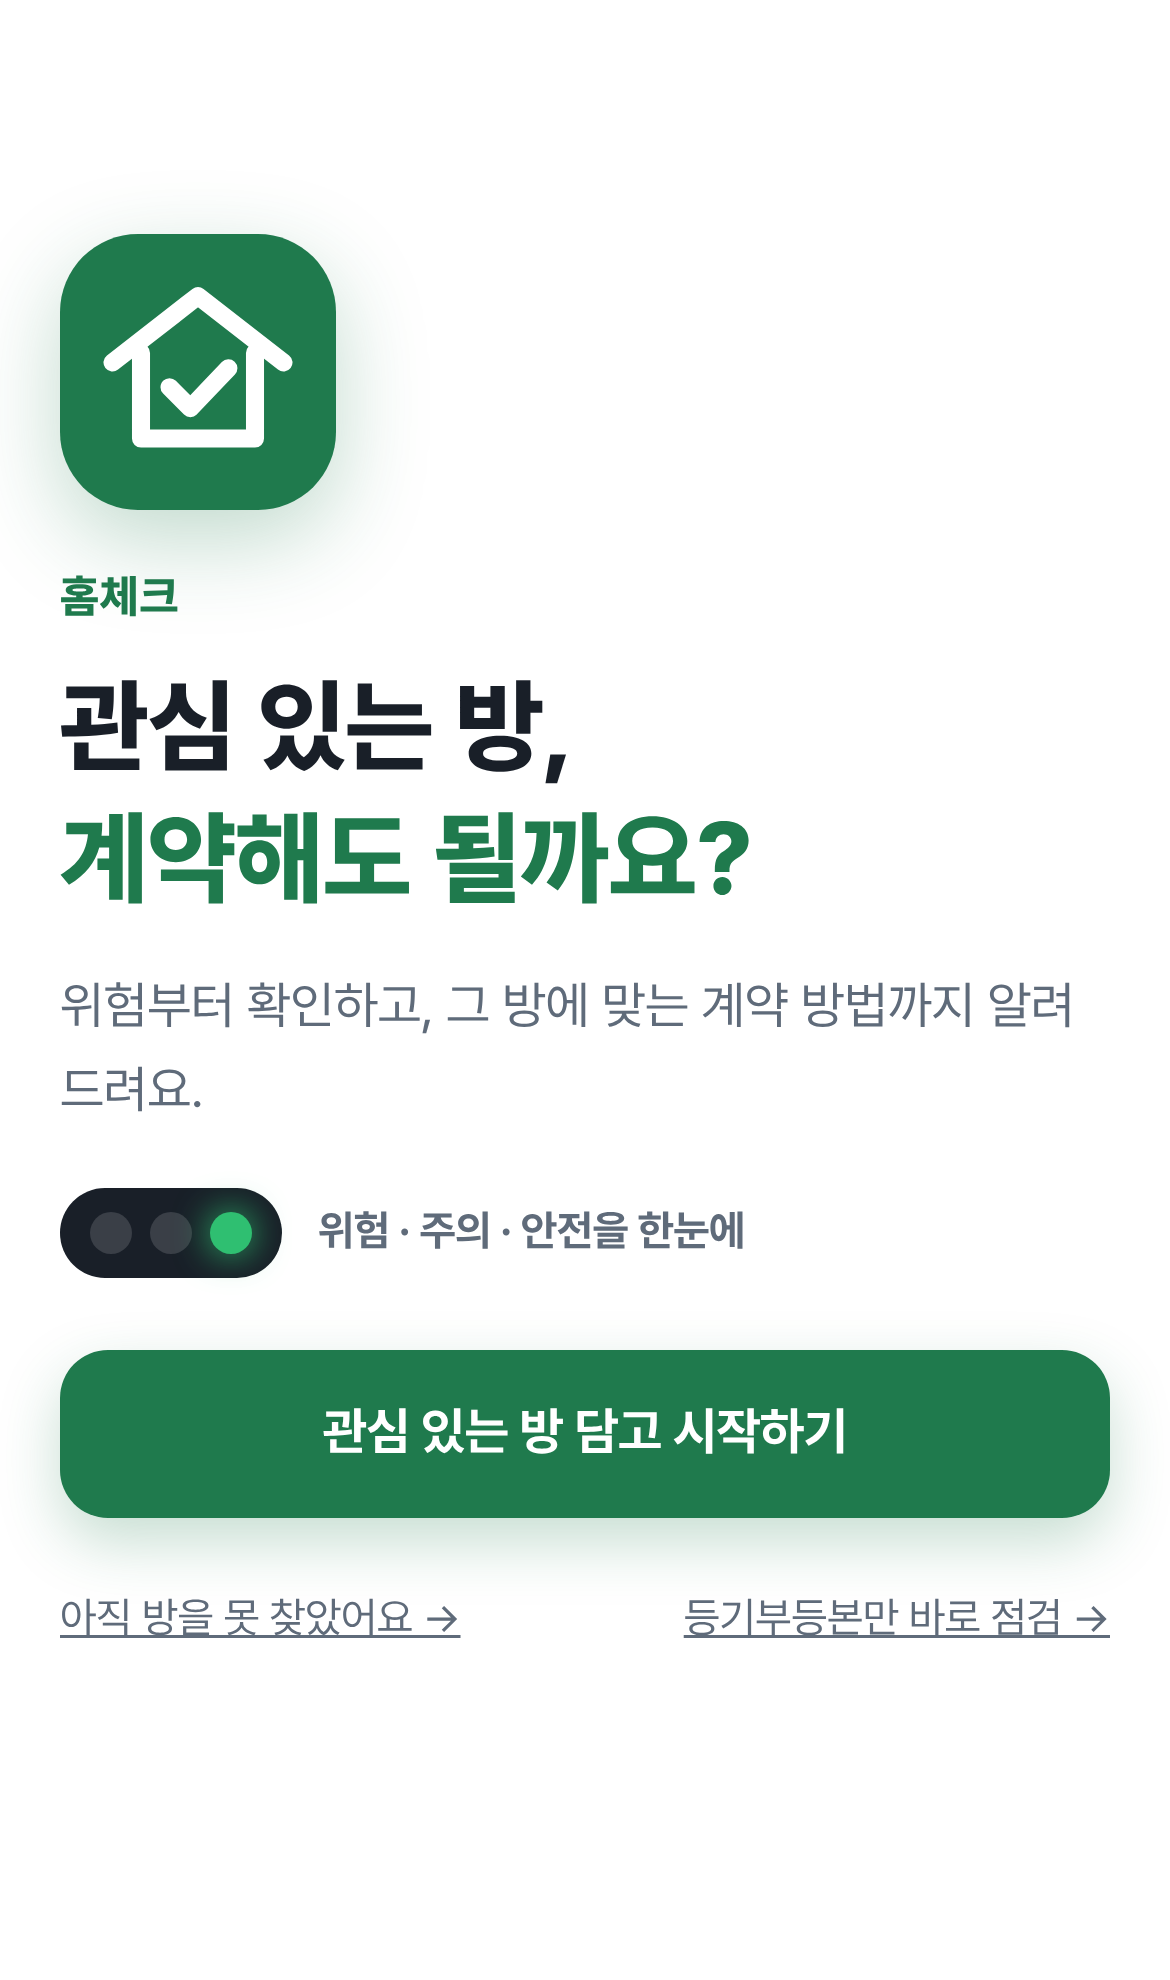 홈체크
관심 있는 방,
계약해도 될까요?
위험부터 확인하고, 그 방에 맞는 계약 방법까지 알려
드려요.
위험 · 주의 · 안전을 한눈에
관심 있는 방 담고 시작하기
아직 방을 못 찾았어요 →
등기부등본만 바로 점검 →